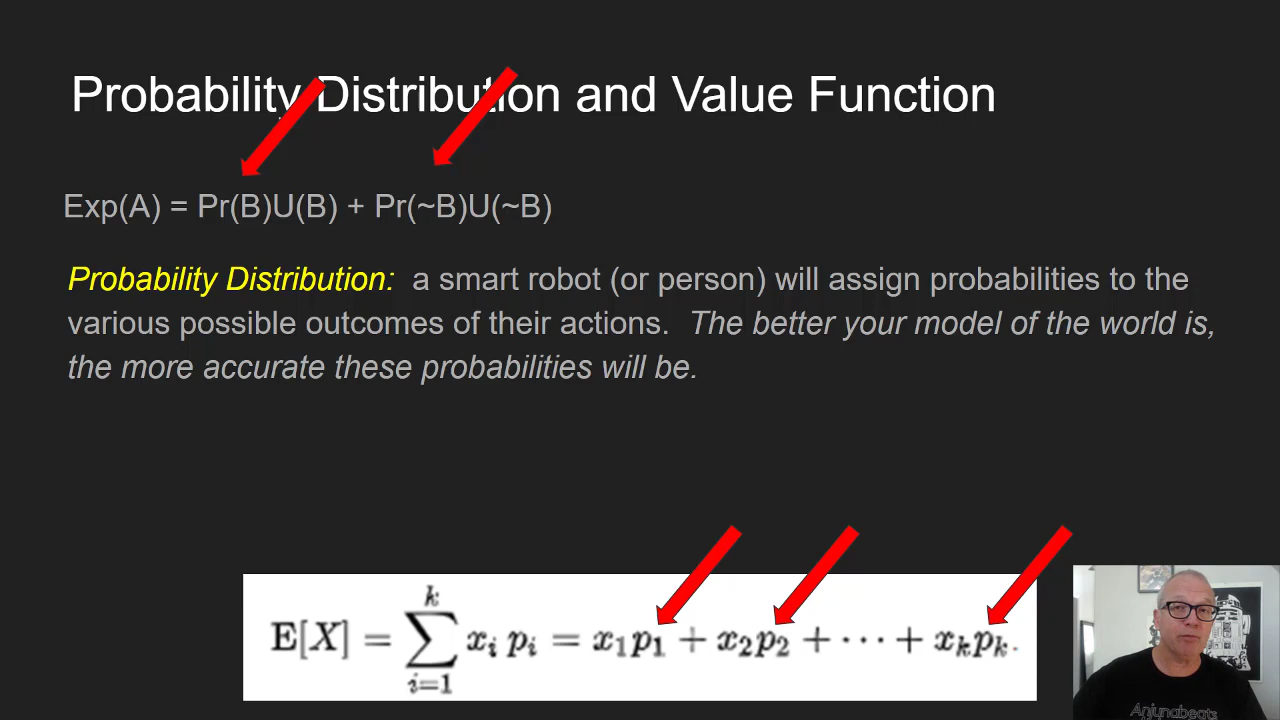 Probability Distribution and Value Function
Exp(A) = Pr(B)U(B) + Pr(~B)U(~B)
Probability Distribution: a smart robot (or person) will assign probabilities to the
various possible outcomes of their actions. The better your model of the world is,
the more accurate these probabilities will be.
E[X] = ∑_{i=1}^{k} x_i p_i = x_1p_1 + x_2p_2 + ⋯ + x_kp_k.
Anjunabeats